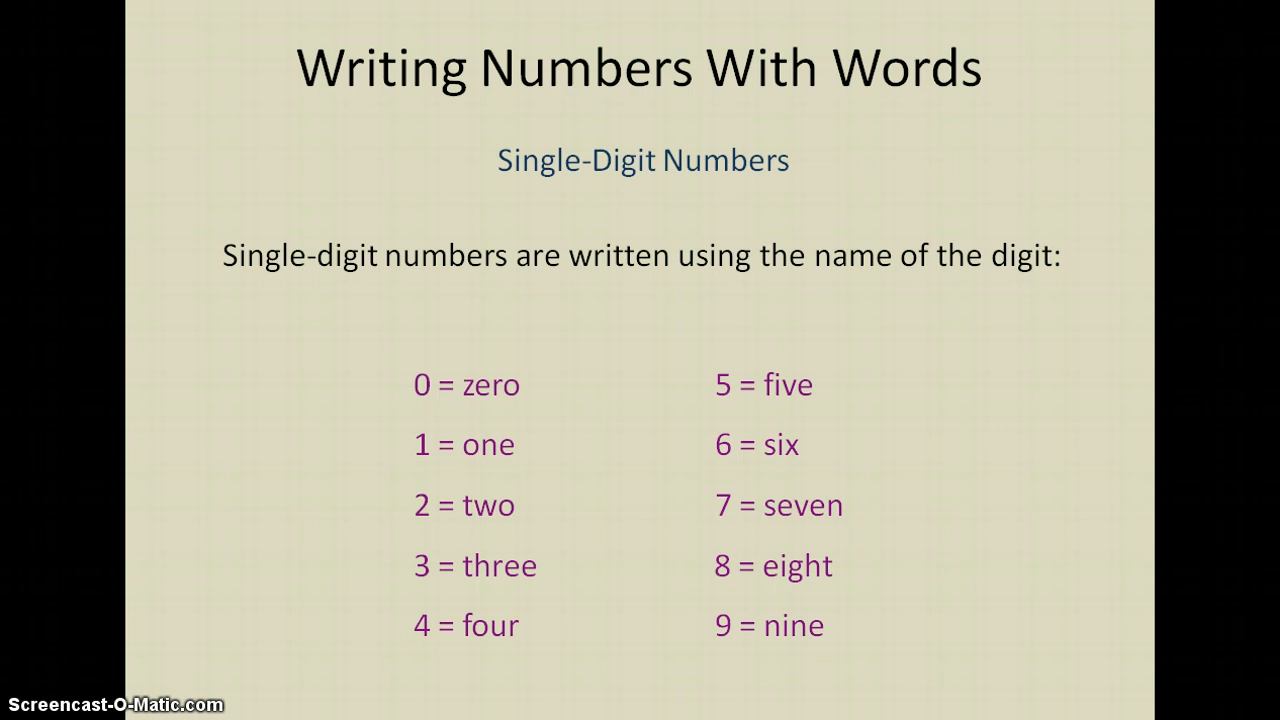 Writing Numbers With Words
Single-Digit Numbers
Single-digit numbers are written using the name of the digit:
0 = zero
1 = one
2 = two
3 = three
4 = four
5 = five
6 = six
7 = seven
8 = eight
9 = nine
Screencast-O-Matic.com